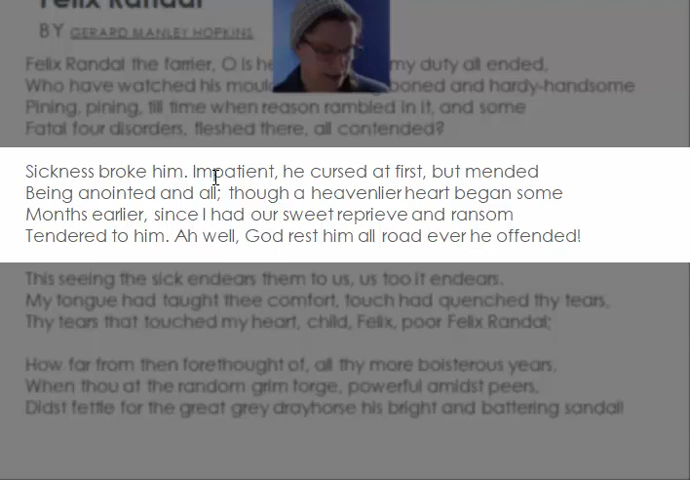 Felix Randal
BY GERARD MANLEY HOPKINS
Felix Randal the farrier, O is he my duty all ended,
Who have watched his mould boned and hardy-handsome
Pining, pining, till time when reason rambled in it, and some
Fatal four disorders, fleshed there, all contended?
Sickness broke him. Impatient, he cursed at first, but mended
Being anointed and all; though a heavenlier heart began some
Months earlier, since I had our sweet reprieve and ransom
Tendered to him. Ah well, God rest him all road ever he offended!
This seeing the sick endears them to us, us too it endears.
My tongue had taught thee comfort, touch had quenched thy tears,
Thy tears that touched my heart, child, Felix, poor Felix Randal;
How far from then forethought of, all thy more boisterous years,
When thou at the random grim forge, powerful amidst peers,
Didst fettle for the great grey drayhorse his bright and battering sandal!